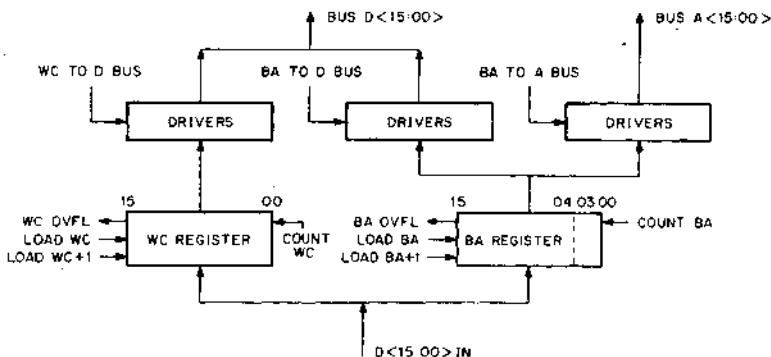 BUS D<15:00>
BUS A<15:00>
WC TO D BUS
BA TO D BUS
BA TO A BUS
DRIVERS
DRIVERS
DRIVERS
15
00
15
04 03 00
WC OVFL
LOAD WC
LOAD WC+1
WC REGISTER
COUNT
WC
BA OVFL
LOAD BA
LOAD BA+1
BA REGISTER
COUNT BA
D<15:00>IN